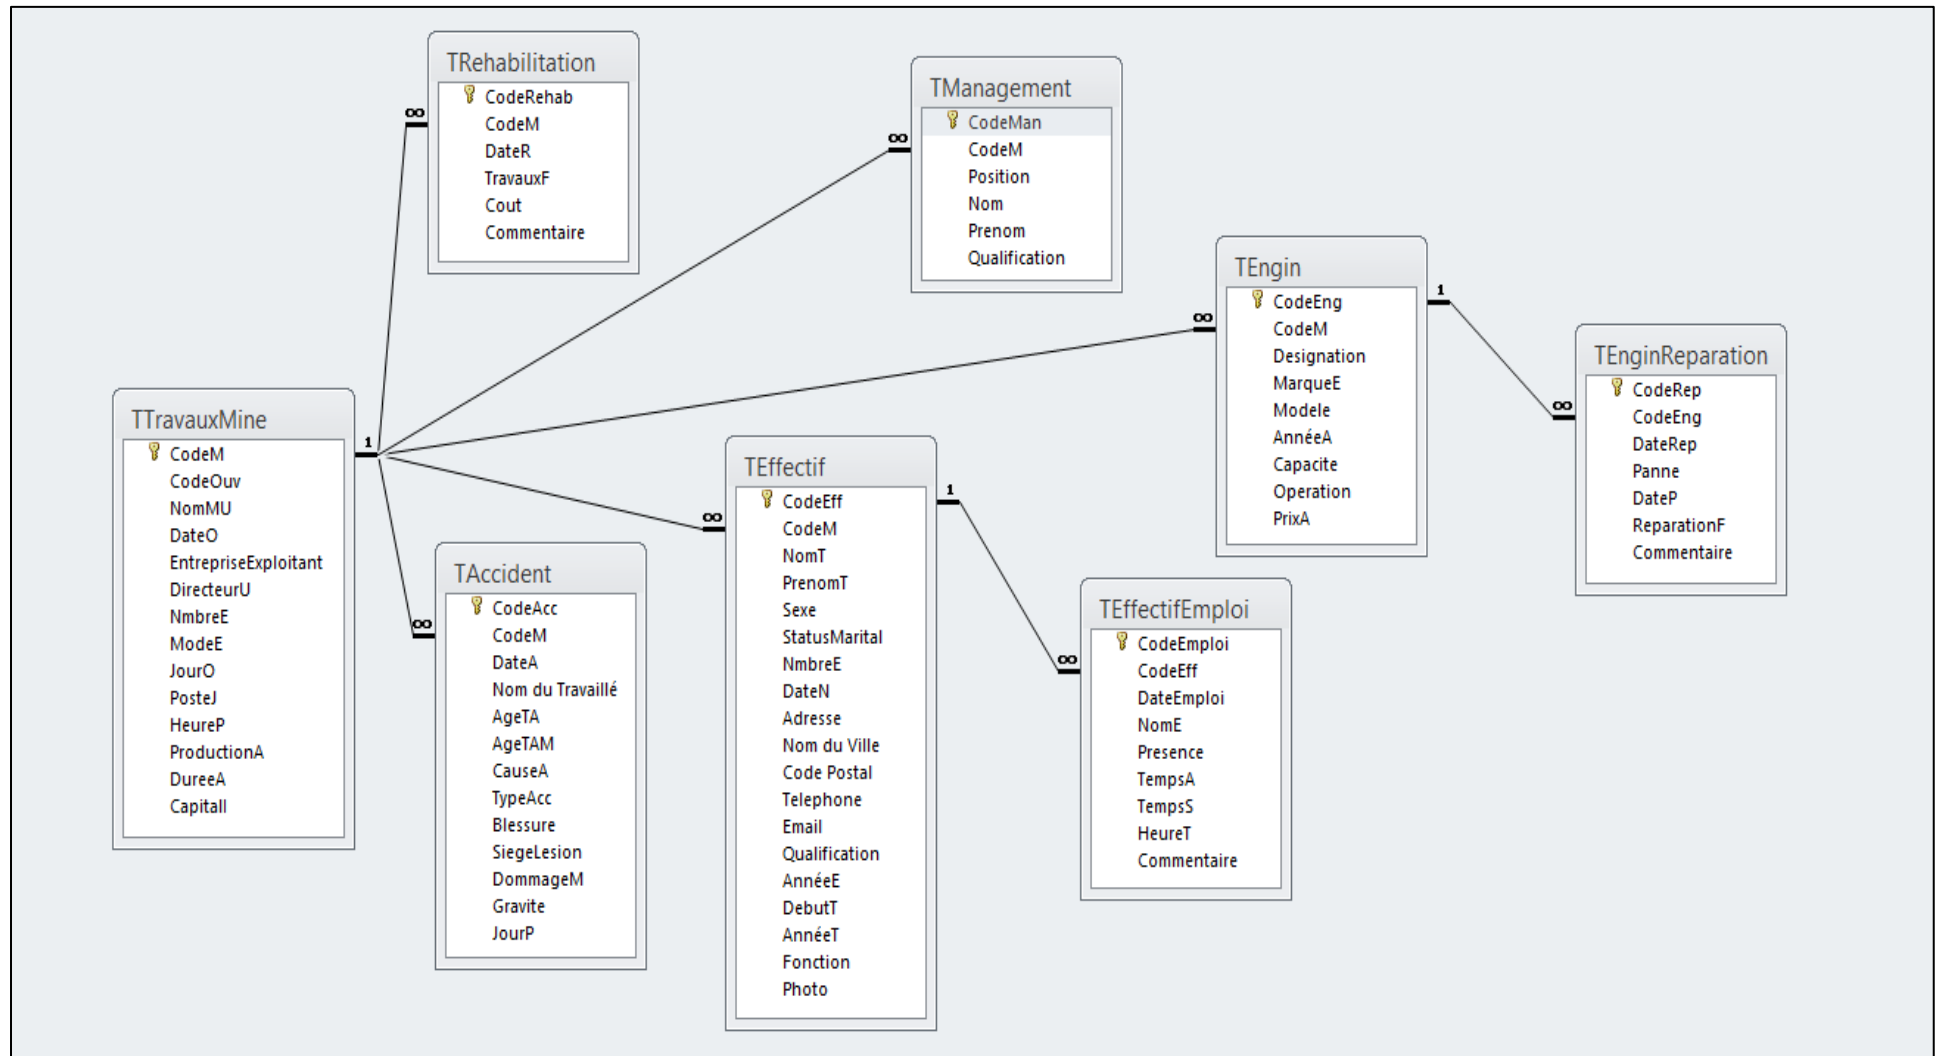 TRehabilitation
CodeRehab
CodeM
DateR
TravauxF
Cout
Commentaire
∞
TManagement
CodeMan
CodeM
Position
Nom
Prenom
Qualification
∞
TEngin
CodeEng
CodeM
Designation
MarqueE
Modele
AnnéeA
Capacite
Operation
PrixA
∞
1
TEnginReparation
CodeRep
CodeEng
DateRep
Panne
DateP
ReparationF
Commentaire
∞
TTravauxMine
CodeM
CodeOuv
NomMU
DateO
EntrepriseExploitant
DirecteurU
NmbreE
ModeE
JourO
PosteJ
HeureP
ProductionA
DureeA
CapitalI
1
TAccident
CodeAcc
CodeM
DateA
Nom du Travaillé
AgeTA
AgeTAM
CauseA
TypeAcc
Blessure
SiegeLesion
DommageM
Gravite
JourP
∞
TEffectif
CodeEff
CodeM
NomT
PrenomT
Sexe
StatusMarital
NmbreE
DateN
Adresse
Nom du Ville
Code Postal
Telephone
Email
Qualification
AnnéeE
DebutT
AnnéeT
Fonction
Photo
∞
1
TEffectifEmploi
CodeEmploi
CodeEff
DateEmploi
NomE
Presence
TempsA
TempsS
HeureT
Commentaire
∞